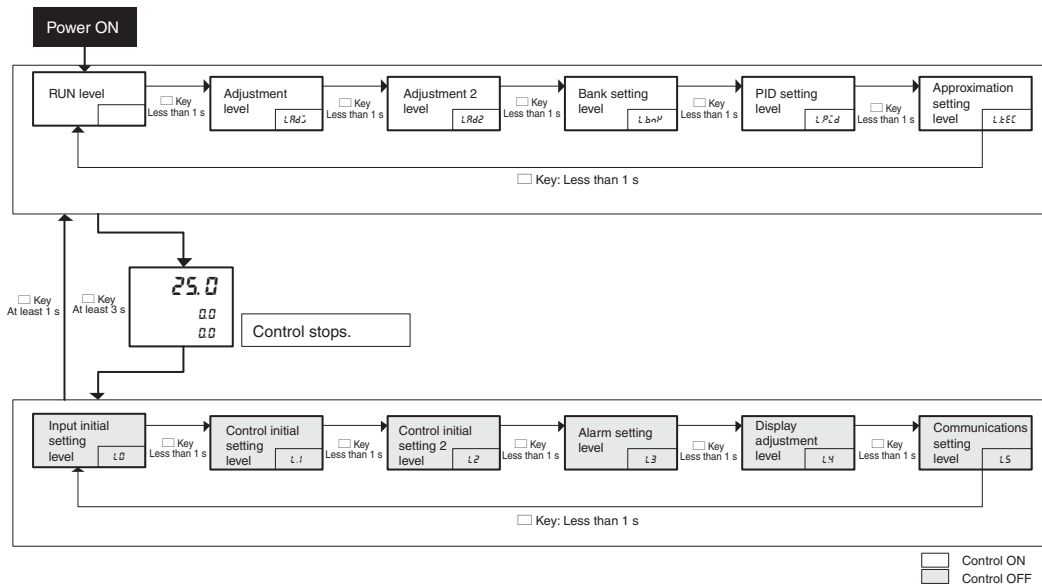 Power ON
RUN level
Key
Less than 1 s
Adjustment
level
L.AdJ
Key
Less than 1 s
Adjustment 2
level
L.Ad2
Key
Less than 1 s
Bank setting
level
L.bnK
Key
Less than 1 s
PID setting
level
L.Pid
Key
Less than 1 s
Approximation
setting
level
L.tEC
Key: Less than 1 s
Key
At least 1 s
Key
At least 3 s
25.0
0.0
0.0
Control stops.
Input initial
setting
level
L.0
Key
Less than 1 s
Control initial
setting
level
L.1
Key
Less than 1 s
Control initial
setting 2
level
L.2
Key
Less than 1 s
Alarm setting
level
L.3
Key
Less than 1 s
Display
adjustment
level
L.4
Key
Less than 1 s
Communications
setting
level
L.5
Key: Less than 1 s
Control ON
Control OFF